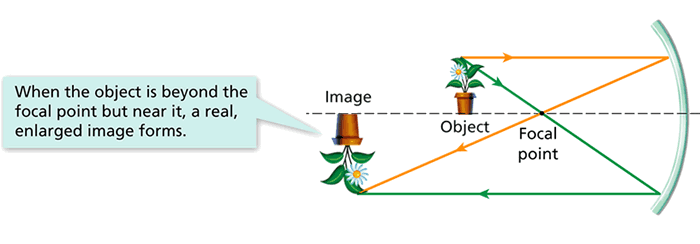 When the object is beyond the
focal point but near it, a real,
enlarged image forms.
Image
Object
Focal
point